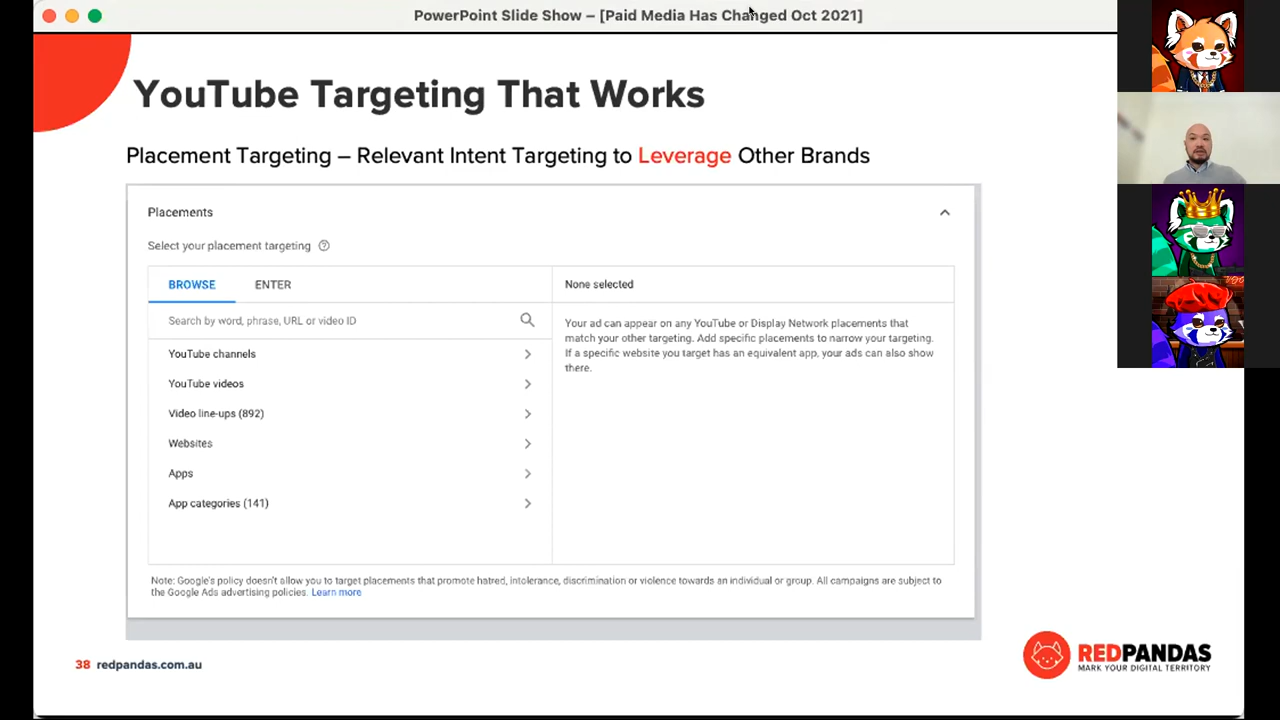 PowerPoint Slide Show – [Paid Media Has Changed Oct 2021]
YouTube Targeting That Works
Placement Targeting – Relevant Intent Targeting to Leverage Other Brands
Placements
Select your placement targeting
BROWSE ENTER
None selected
Search by word, phrase, URL or video ID
Your ad can appear on any YouTube or Display Network placements that
match your other targeting. Add specific placements to narrow your targeting.
If a specific website you target has an equivalent app, your ads can also show
there.
YouTube channels
YouTube videos
Video line-ups (892)
Websites
Apps
App categories (141)
Note: Google's policy doesn't allow you to target placements that promote hatred, intolerance, discrimination or violence towards an individual or group. All campaigns are subject to
the Google Ads advertising policies. Learn more
38 redpandas.com.au
REDPANDAS
MARK YOUR DIGITAL TERRITORY